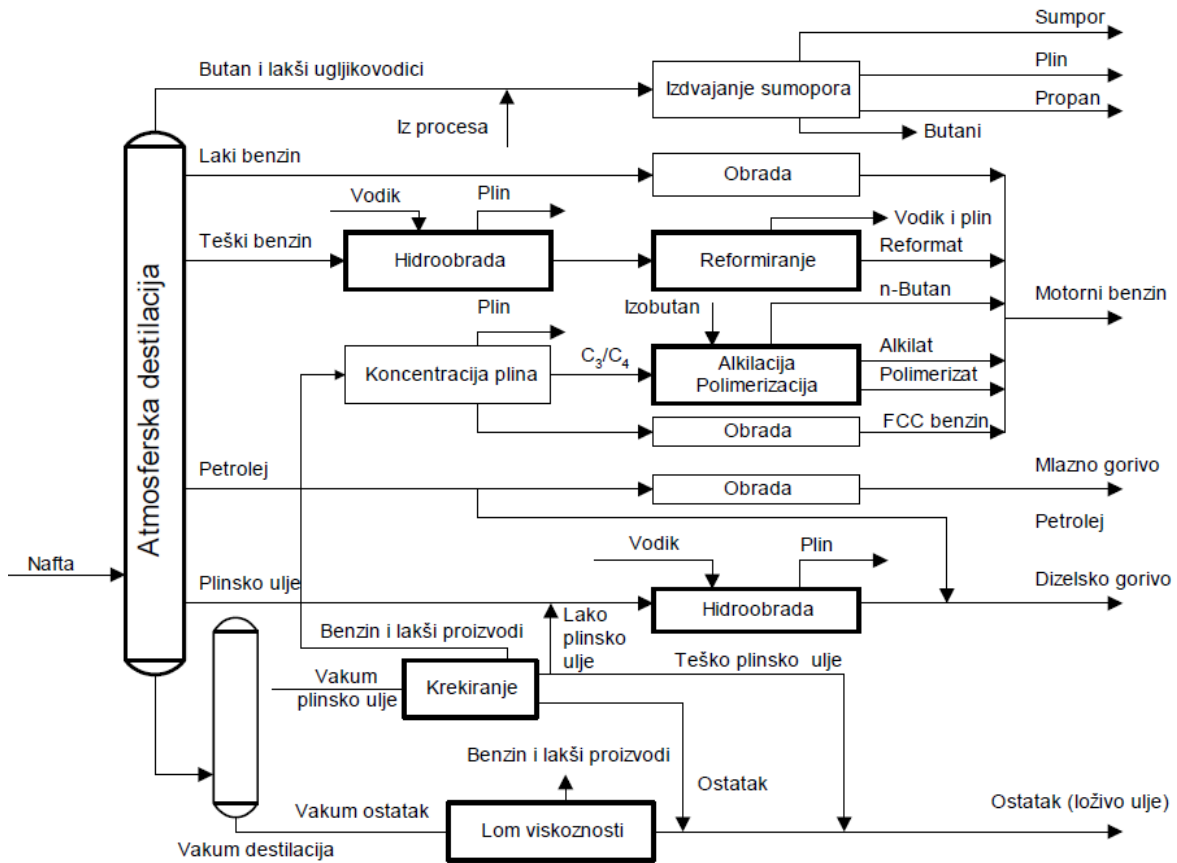 Sumpor
Butan i lakši ugljikovodici
Plin
Izdvajanje sumopora
Propan
Iz procesa
Butani
Laki benzin
Obrada
Vodik
Plin
Vodik i plin
Teški benzin
Hidroobrada
Reformiranje
Reformat
n-Butan
Motorni benzin
Plin
Izobutan
Koncentracija plina
C3/C4
Alkilacija
Polimerizacija
Alkilat
Polimerizat
Obrada
FCC benzin
Atmosferska destilacija
Petrolej
Obrada
Mlazno gorivo
Petrolej
Nafta
Vodik
Plin
Plinsko ulje
Hidroobrada
Dizelsko gorivo
Benzin i lakši proizvodi
Lako
plinsko
ulje
Teško plinsko ulje
Vakum
plinsko ulje
Krekiranje
Benzin i lakši proizvodi
Ostatak
Vakum ostatak
Lom viskoznosti
Ostatak (loživo ulje)
Vakum destilacija